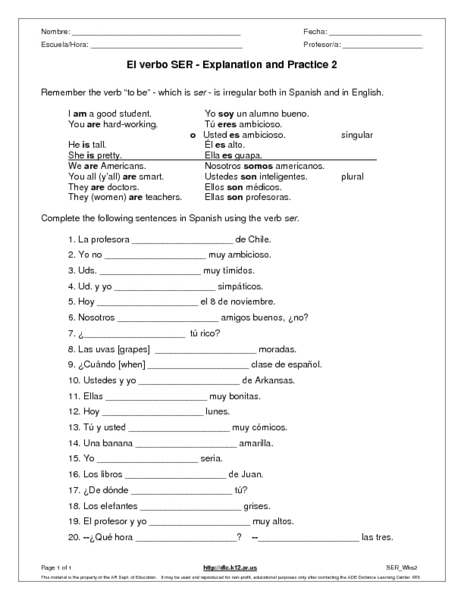 Nombre: ______________________ Fecha: ______________
Escuela/Hora: ______________________ Profesor/a: ______________
El verbo SER - Explanation and Practice 2
Remember the verb "to be" - which is ser - is irregular both in Spanish and in English.
I am a good student. Yo soy un alumno bueno.
You are hard-working. Tú eres ambicioso.
o Usted es ambicioso. singular
He is tall. Él es alto.
She is pretty. Ella es guapa.
We are Americans. Nosotros somos americanos.
You all (y'all) are smart. Ustedes son inteligentes. plural
They are doctors. Ellos son médicos.
They (women) are teachers. Ellas son profesoras.
Complete the following sentences in Spanish using the verb ser.
1. La profesora ____________________ de Chile.
2. Yo no ____________________ muy ambicioso.
3. Uds. ____________________ muy tímidos.
4. Ud. y yo ____________________ simpáticos.
5. Hoy ____________________ el 8 de noviembre.
6. Nosotros ____________________ amigos buenos, ¿no?
7. ¿____________________ tú rico?
8. Las uvas [grapes] ____________________ moradas.
9. ¿Cuándo [when] ____________________ clase de español.
10. Ustedes y yo ____________________ de Arkansas.
11. Ellas ____________________ muy bonitas.
12. Hoy ____________________ lunes.
13. Tú y usted ____________________ muy cómicos.
14. Una banana ____________________ amarilla.
15. Yo ____________________ seria.
16. Los libros ____________________ de Juan.
17. ¿De dónde ____________________ tú?
18. Los elefantes ____________________ grises.
19. El profesor y yo ____________________ muy altos.
20. --¿Qué hora ____________________? --____________________ las tres.
Page 1 of 1 http://dlc.k12.ar.us SER_Wks2
This material is the property of the AR Dept. of Education. It may be used and reproduced for non-profit, educational purposes only after contacting the ADE Distance Learning Center.